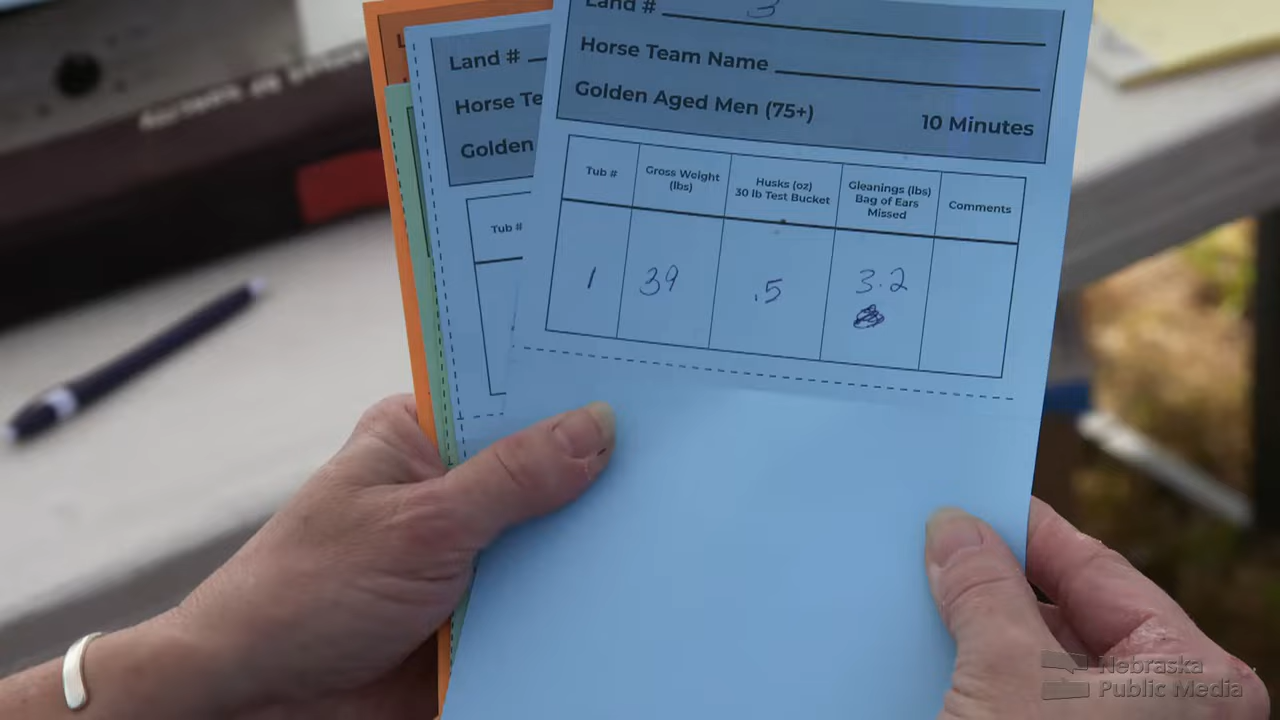 Land # 3
Horse Team Name
Golden Aged Men (75+)
10 Minutes
Tub #
Gross Weight
(lbs)
Husks (oz)
30 lb Test Bucket
Gleanings (lbs)
Bag of Ears
Missed
Comments
1
39
.5
3.2
Land #
Horse Te
Golden
Tub #
L
Nebraska
Public Media